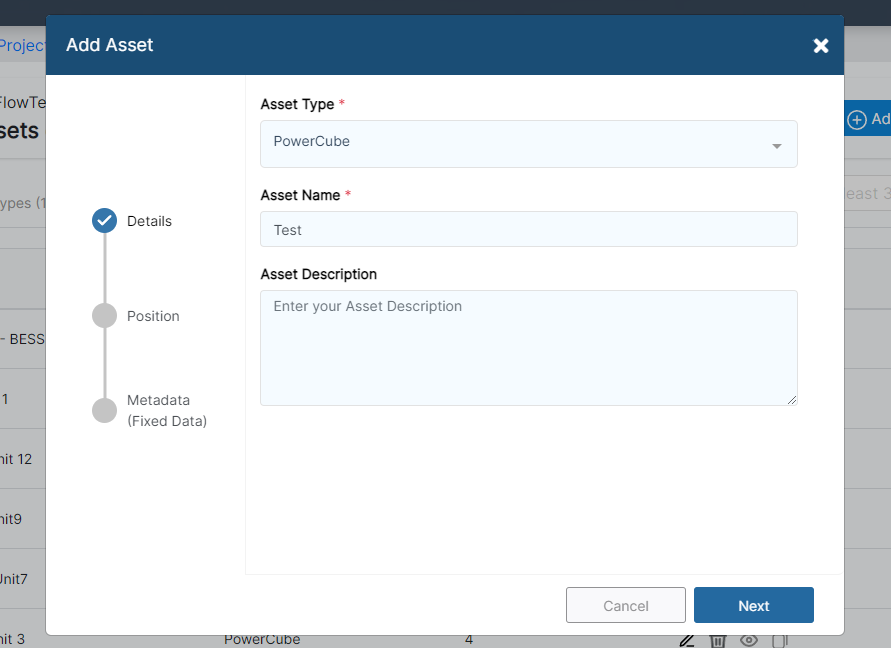 Add Asset
Projec
FlowTe
sets
Ad
Asset Type *
PowerCube
Asset Name *
ypes (1
east 3
Details
Test
Asset Description
Enter your Asset Description
Position
- BESS
Metadata
(Fixed Data)
1
nit 12
nit9
Unit7
Cancel
Next
nit 3
PowerCube
4